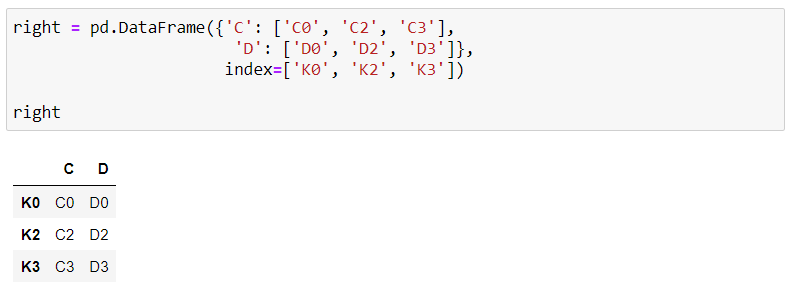 right = pd.DataFrame({'C': ['C0', 'C2', 'C3'],
'D': ['D0', 'D2', 'D3']},
index=['K0', 'K2', 'K3'])
right
C D
K0 C0 D0
K2 C2 D2
K3 C3 D3